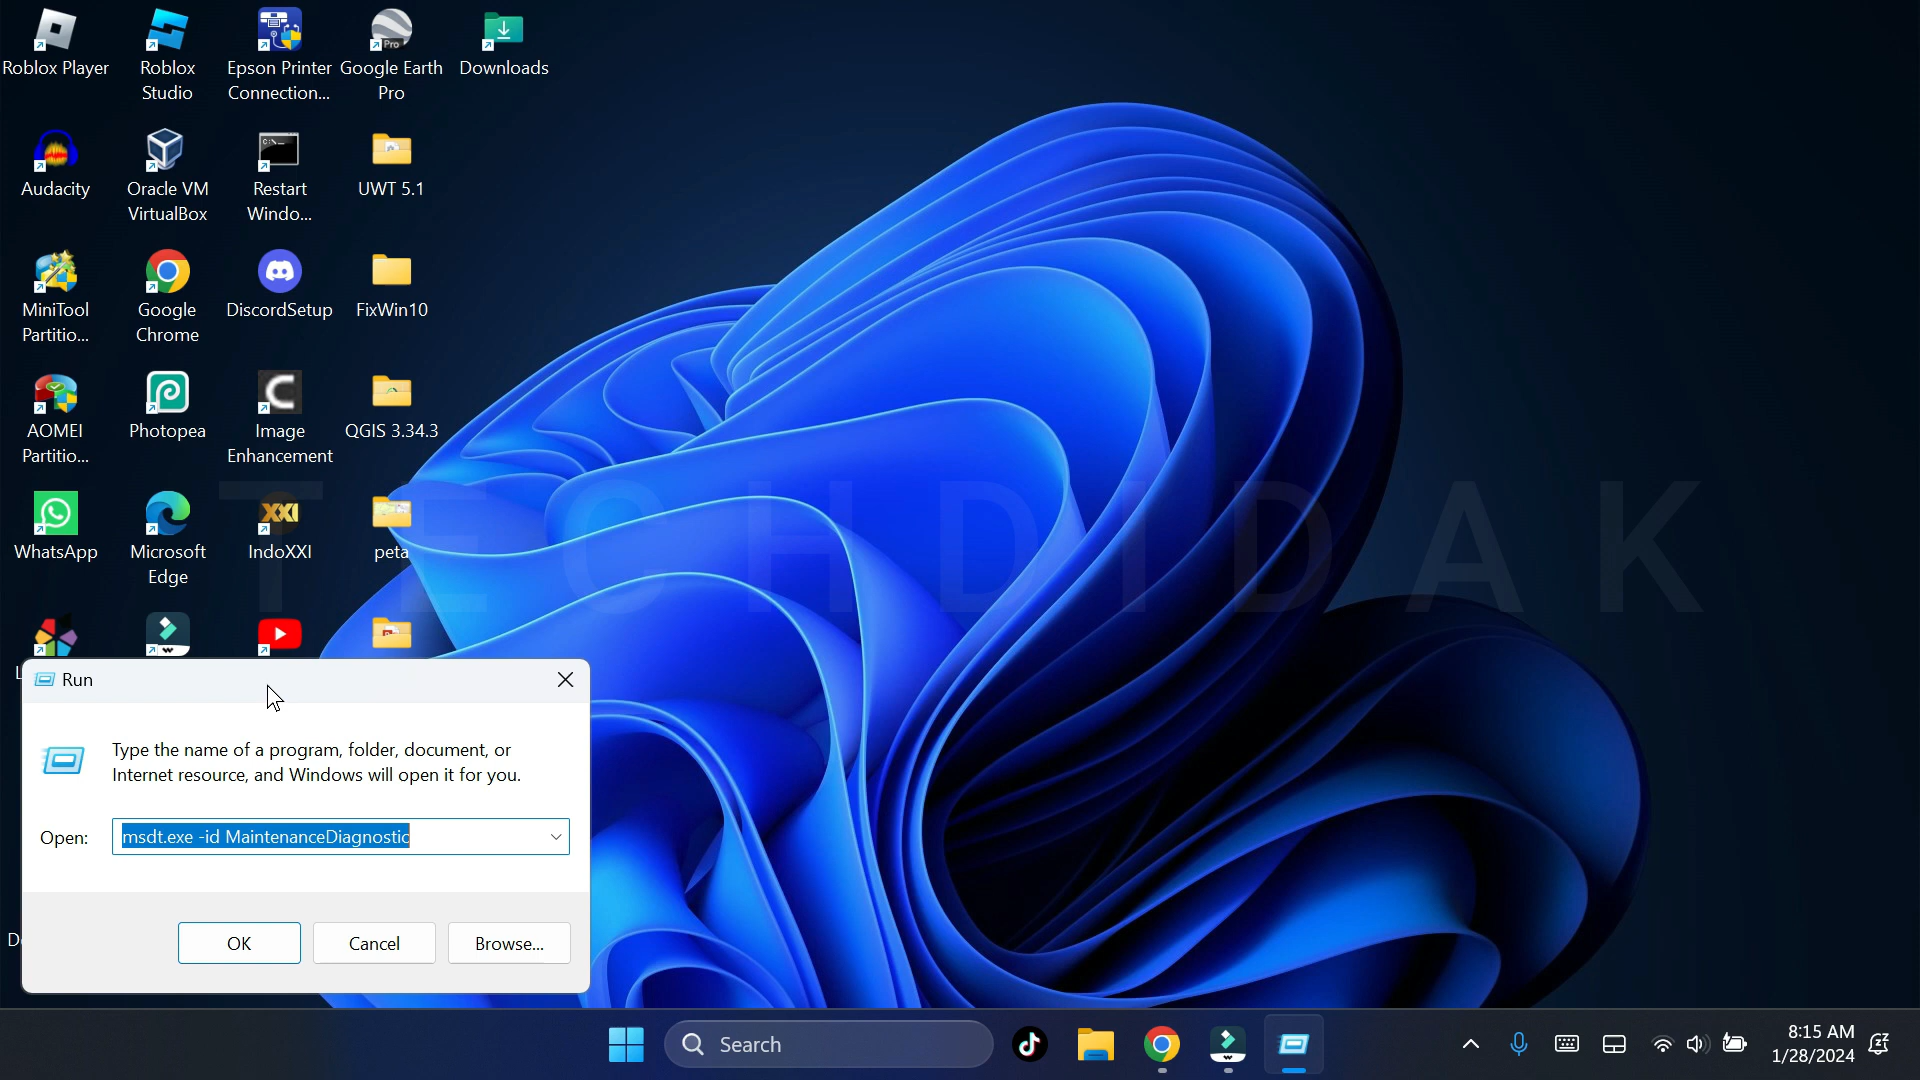 Roblox Player
Roblox
Studio
Epson Printer
Connection...
Pro
Google Earth
Pro
Downloads
Audacity
Oracle VM
VirtualBox
C:\_
Restart
Windo...
UWT 5.1
MiniTool
Partitio...
Google
Chrome
DiscordSetup
FixWin10
AOMEI
Partitio...
Photopea
Image
Enhancement
QGIS 3.34.3
WhatsApp
Microsoft
Edge
XXI
IndoXXI
peta
TECHDIDAK
Run
Type the name of a program, folder, document, or
Internet resource, and Windows will open it for you.
Open:
msdt.exe -id MaintenanceDiagnostic
OK
Cancel
Browse...
Search
8:15 AM
1/28/2024